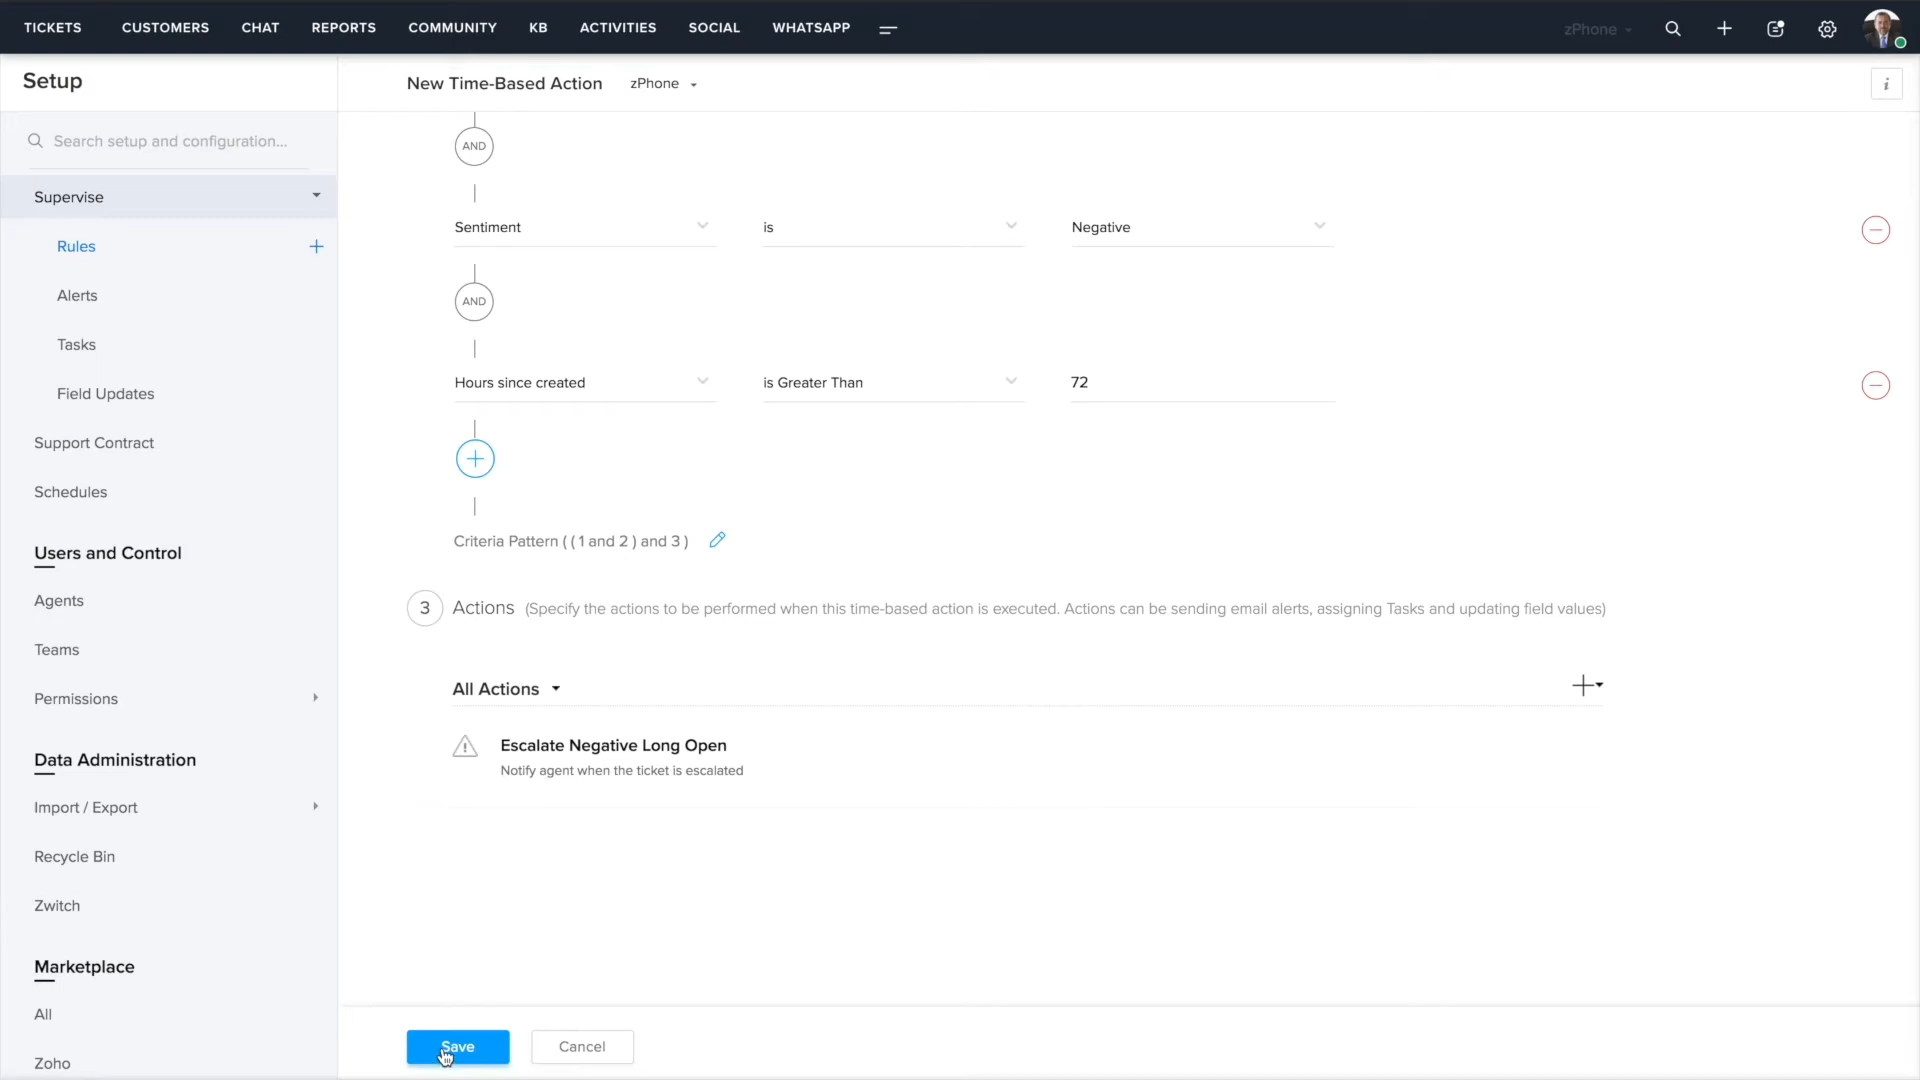 TICKETS CUSTOMERS CHAT REPORTS COMMUNITY KB ACTIVITIES SOCIAL WHATSAPP zPhone
Setup
New Time-Based Action zPhone
i
Search setup and configuration...
Supervise
Rules
Alerts
Tasks
Field Updates
Support Contract
Schedules
Users and Control
Agents
Teams
Permissions
Data Administration
Import / Export
Recycle Bin
Zwitch
Marketplace
All
Zoho
AND
Sentiment is Negative
AND
Hours since created is Greater Than 72
Criteria Pattern ( ( 1 and 2 ) and 3 )
3 Actions (Specify the actions to be performed when this time-based action is executed. Actions can be sending email alerts, assigning Tasks and updating field values)
All Actions
Escalate Negative Long Open
Notify agent when the ticket is escalated
Save Cancel